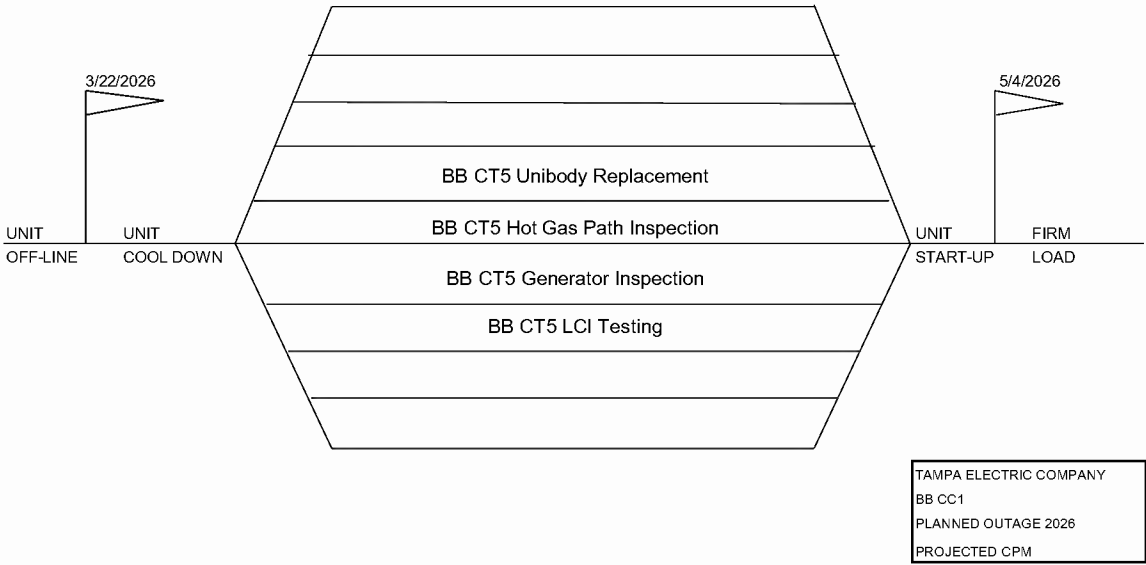 3/22/2026
5/4/2026
BB CT5 Unibody Replacement
BB CT5 Hot Gas Path Inspection
UNIT
UNIT
UNIT
FIRM
OFF-LINE
COOL DOWN
START-UP
LOAD
BB CT5 Generator Inspection
BB CT5 LCI Testing
TAMPA ELECTRIC COMPANY
BB CC1
PLANNED OUTAGE 2026
PROJECTED CPM